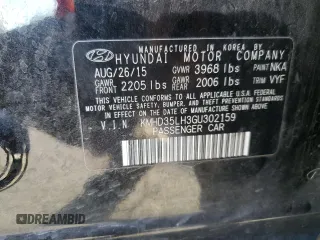 MANUFACTURED IN KOREA BY
HYUNDAI MOTOR COMPANY
AUG/26/15 GVWR 3968 lbs PAINT NKA
GAWR FRONT 2205 lbs GAWR REAR 2006 lbs TRIM VYF
THIS VEHICLE CONFORMS TO ALL APPLICABLE U.S. FEDERAL
MOTOR VEHICLE SAFETY, BUMPER, AND THEFT PREVENTION
STANDARDS IN EFFECT ON THE DATE OF MANUFACTURE
SHOWN ABOVE.
V.I.N KMHD35LH3GU302159
PASSENGER CAR
DREAMBID